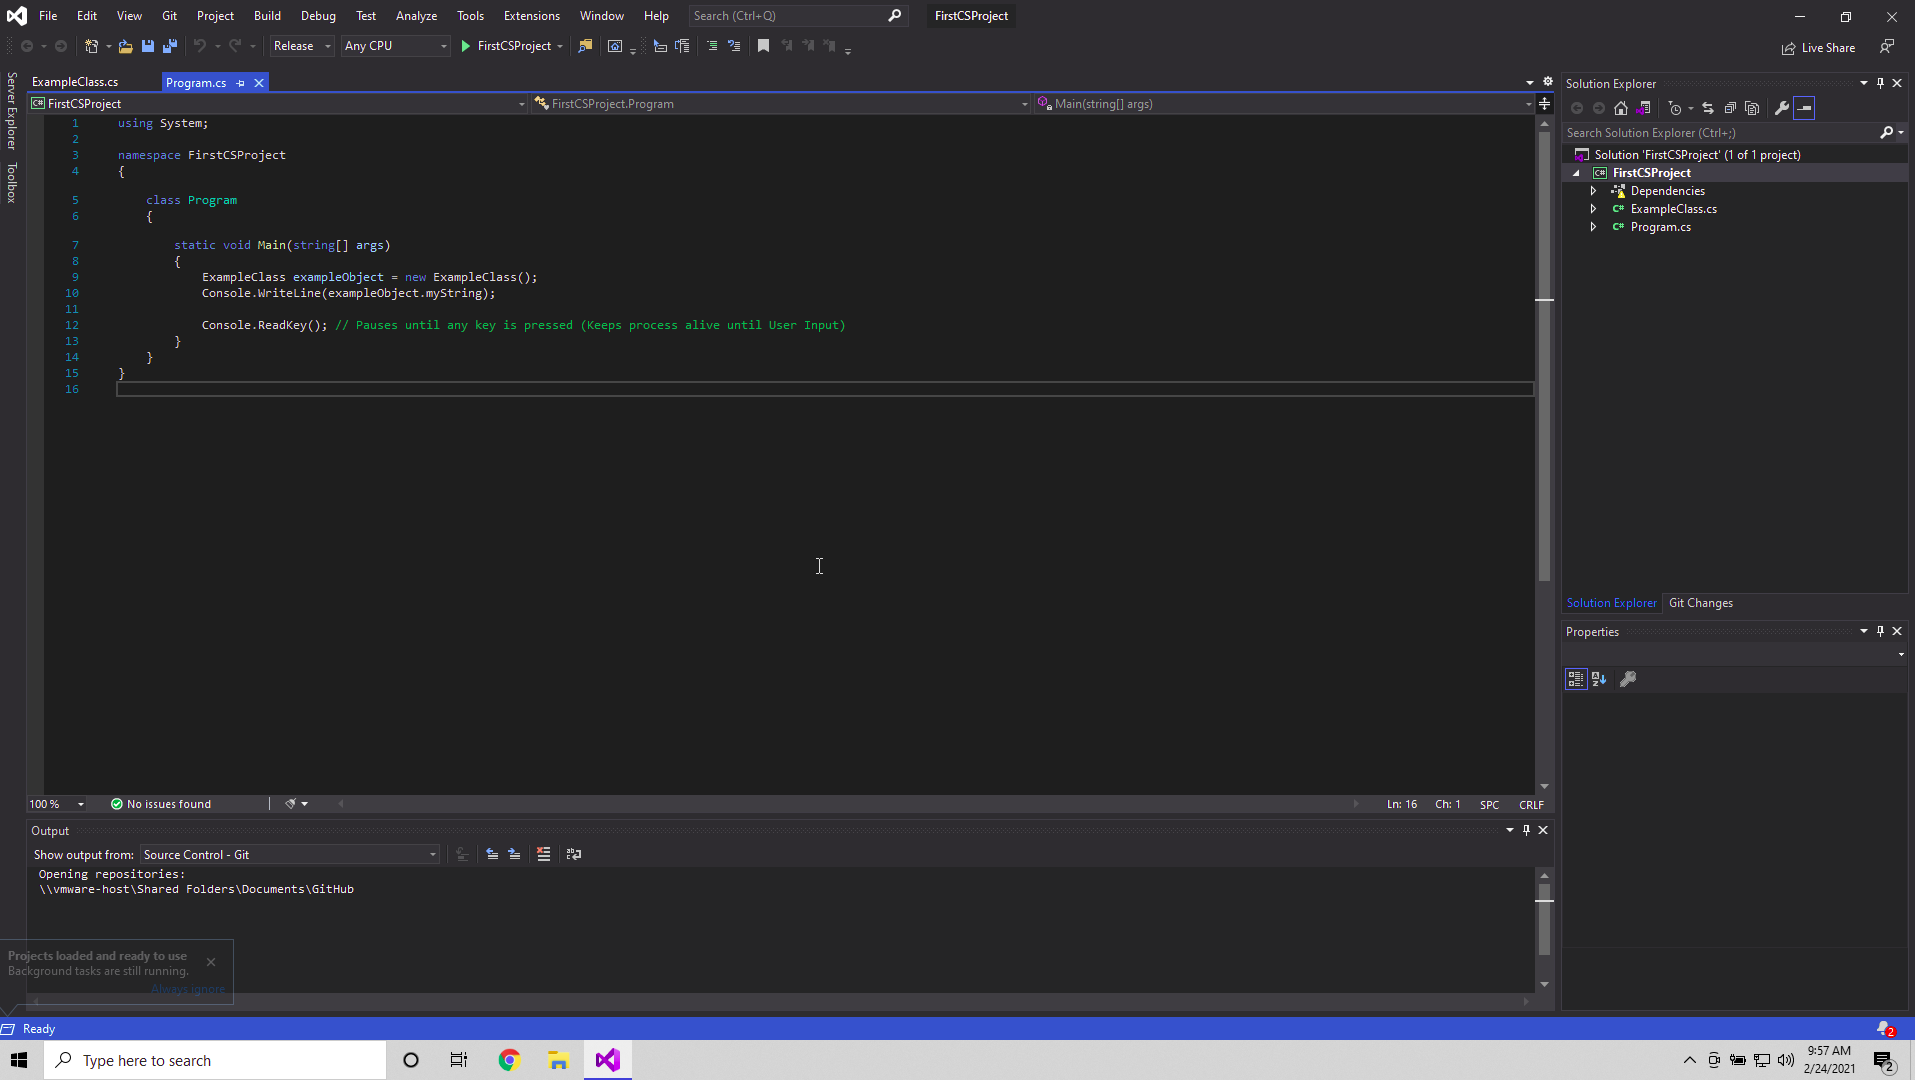 File Edit View Git Project Build Debug Test Analyze Tools Extensions Window Help Search (Ctrl+Q) FirstCSProject
Release Any CPU FirstCSProject Live Share
Server Explorer
Toolbox
ExampleClass.cs Program.cs
FirstCSProject FirstCSProject.Program Main(string[] args)
1 using System;
2
3 namespace FirstCSProject
4 {
5 class Program
6 {
7 static void Main(string[] args)
8 {
9 ExampleClass exampleObject = new ExampleClass();
10 Console.WriteLine(exampleObject.myString);
11
12 Console.ReadKey(); // Pauses until any key is pressed (Keeps process alive until User Input)
13 }
14 }
15 }
16
100 % No issues found Ln: 16 Ch: 1 SPC CRLF
Solution Explorer
Search Solution Explorer (Ctrl+;)
Solution 'FirstCSProject' (1 of 1 project)
C# FirstCSProject
Dependencies
C# ExampleClass.cs
C# Program.cs
Solution Explorer Git Changes
Properties
Output
Show output from: Source Control - Git
Opening repositories:
\\vmware-host\Shared Folders\Documents\GitHub
Projects loaded and ready to use
Background tasks are still running.
Always ignore
Ready 2
Type here to search
9:57 AM
2/24/2021
2